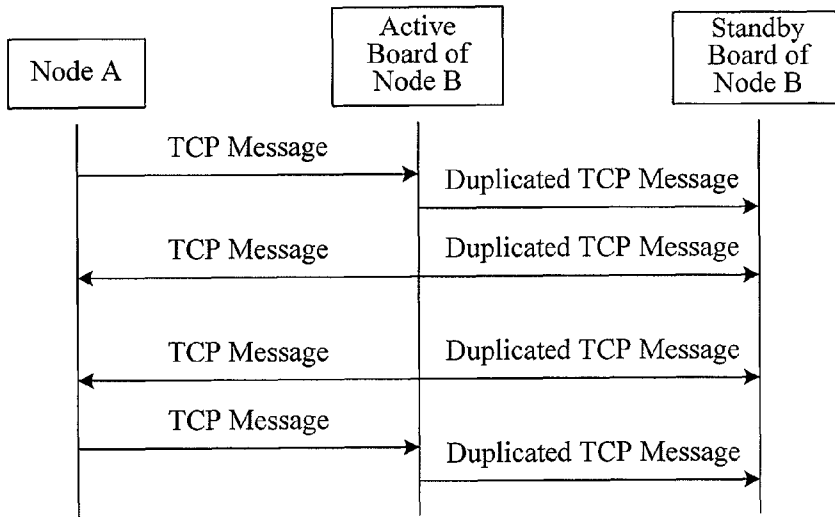 Node A
Active
Board of
Node B
Standby
Board of
Node B
TCP Message
Duplicated TCP Message
TCP Message
Duplicated TCP Message
TCP Message
Duplicated TCP Message
TCP Message
Duplicated TCP Message